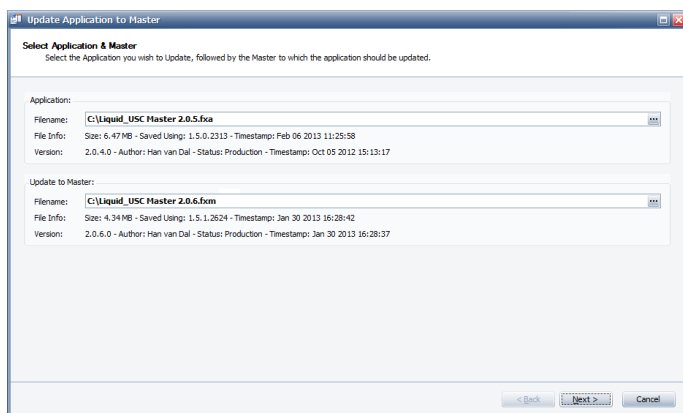 Update Application to Master
Select Application & Master
Select the Application you wish to Update, followed by the Master to which the application should be updated.
Application:
Filename: C:\Liquid_USC Master 2.0.5.fxa ...
File Info: Size: 6.47 MB - Saved Using: 1.5.0.2313 - Timestamp: Feb 06 2013 11:25:58
Version: 2.0.4.0 - Author: Han van Dal - Status: Production - Timestamp: Oct 05 2012 15:13:17
Update to Master:
Filename: C:\Liquid_USC Master 2.0.6.fxm ...
File Info: Size: 4.34 MB - Saved Using: 1.5.1.2624 - Timestamp: Jan 30 2013 16:28:42
Version: 2.0.6.0 - Author: Han van Dal - Status: Production - Timestamp: Jan 30 2013 16:28:37
< Back Next > Cancel